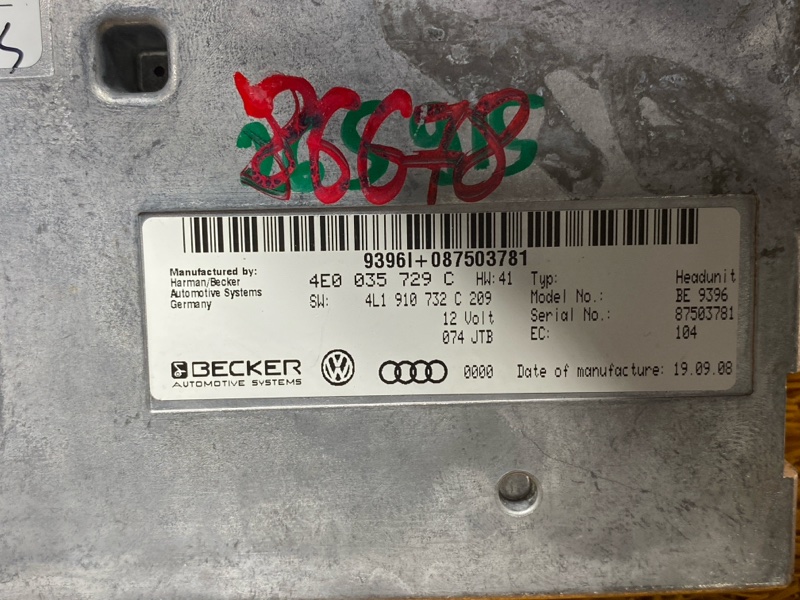 86678
9396I+087503781
Manufactured by:
Harman/Becker
Automotive Systems
Germany
4E0 035 729 C HW:41
SW: 4L1 910 732 C 209
12 Volt
074 JTB
Typ: Headunit
Model No.: BE 9396
Serial No.: 87503781
EC: 104
BECKER
AUTOMOTIVE SYSTEMS
0000 Date of manufacture: 19.09.08